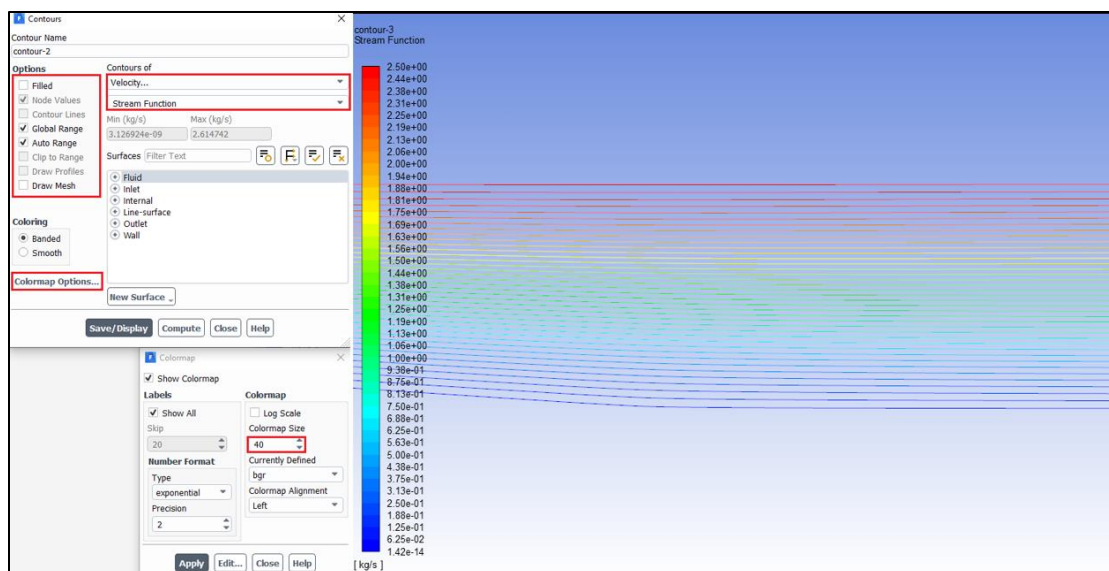 Contours
Contour Name
contour-2
Options
Filled
Node Values
Contour Lines
Global Range
Auto Range
Clip to Range
Draw Profiles
Draw Mesh
Coloring
Banded
Smooth
Colormap Options...
Contours of
Velocity...
Stream Function
Min (kg/s) Max (kg/s)
3.126924e-09 2.614742
Surfaces Filter Text
Fluid
Inlet
Internal
Line-surface
Outlet
Wall
New Surface
Save/Display Compute Close Help
Colormap
Show Colormap
Labels
Show All
Skip
20
Number Format
Type
exponential
Precision
2
Colormap
Log Scale
Colormap Size
40
Currently Defined
bgr
Colormap Alignment
Left
Apply Edit... Close Help
contour-3
Stream Function
2.50e+00
2.44e+00
2.38e+00
2.31e+00
2.25e+00
2.19e+00
2.13e+00
2.06e+00
2.00e+00
1.94e+00
1.88e+00
1.81e+00
1.75e+00
1.69e+00
1.63e+00
1.56e+00
1.50e+00
1.44e+00
1.38e+00
1.31e+00
1.25e+00
1.19e+00
1.13e+00
1.06e+00
1.00e+00
9.38e-01
8.75e-01
8.13e-01
7.50e-01
6.88e-01
6.25e-01
5.63e-01
5.00e-01
4.38e-01
3.75e-01
3.13e-01
2.50e-01
1.88e-01
1.25e-01
6.25e-02
1.42e-14
[ kg/s ]